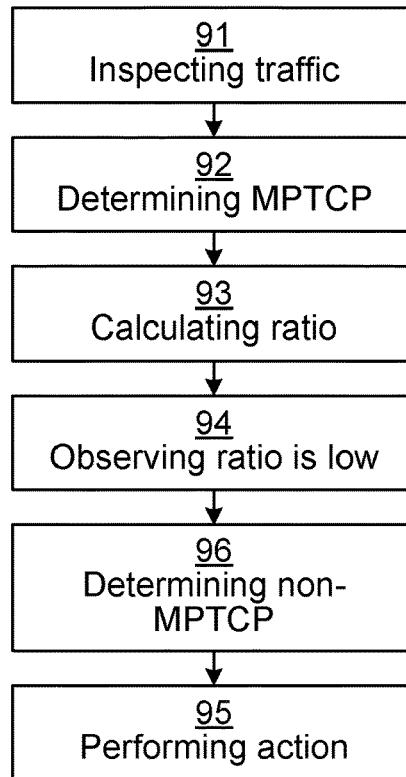 91
Inspecting traffic
92
Determining MPTCP
93
Calculating ratio
94
Observing ratio is low
96
Determining non-
MPTCP
95
Performing action